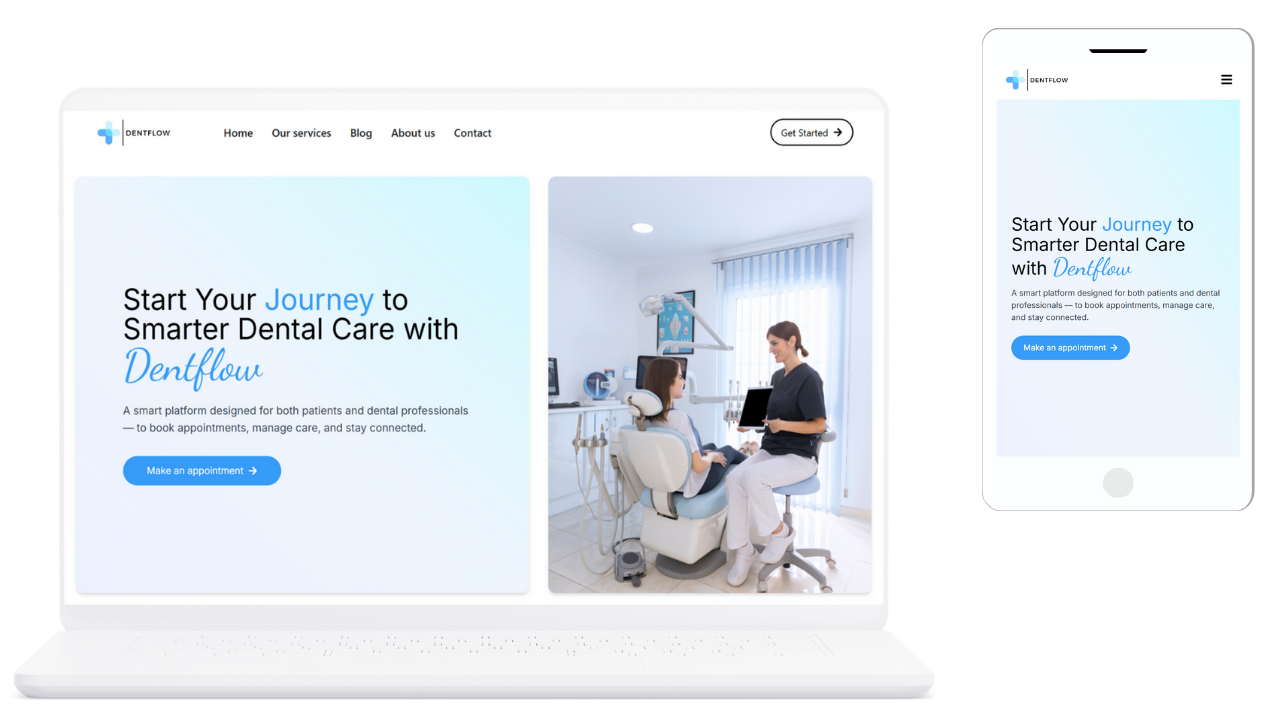 DENTFLOW
Home
Our services
Blog
About us
Contact
Get Started
Start Your Journey to
Smarter Dental Care with
Dentflow
A smart platform designed for both patients and dental professionals
— to book appointments, manage care, and stay connected.
Make an appointment
DENTFLOW
Start Your Journey to
Smarter Dental Care
with Dentflow
A smart platform designed for both patients and dental
professionals — to book appointments, manage care,
and stay connected.
Make an appointment